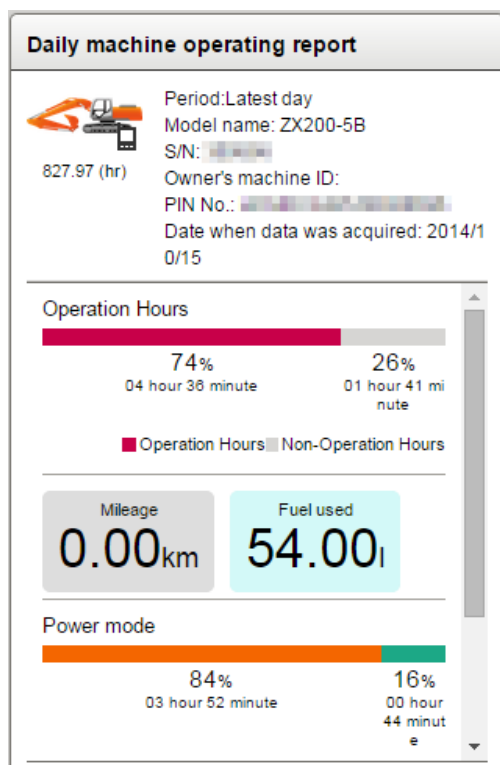 Daily machine operating report
Period:Latest day
Model name: ZX200-5B
S/N:
Owner's machine ID:
PIN No.:
Date when data was acquired: 2014/1
0/15
827.97 (hr)
Operation Hours
74% 26%
04 hour 36 minute 01 hour 41 mi
nute
Operation Hours Non-Operation Hours
Mileage Fuel used
0.00km 54.00l
Power mode
84% 16%
03 hour 52 minute 00 hour
44 minut
e